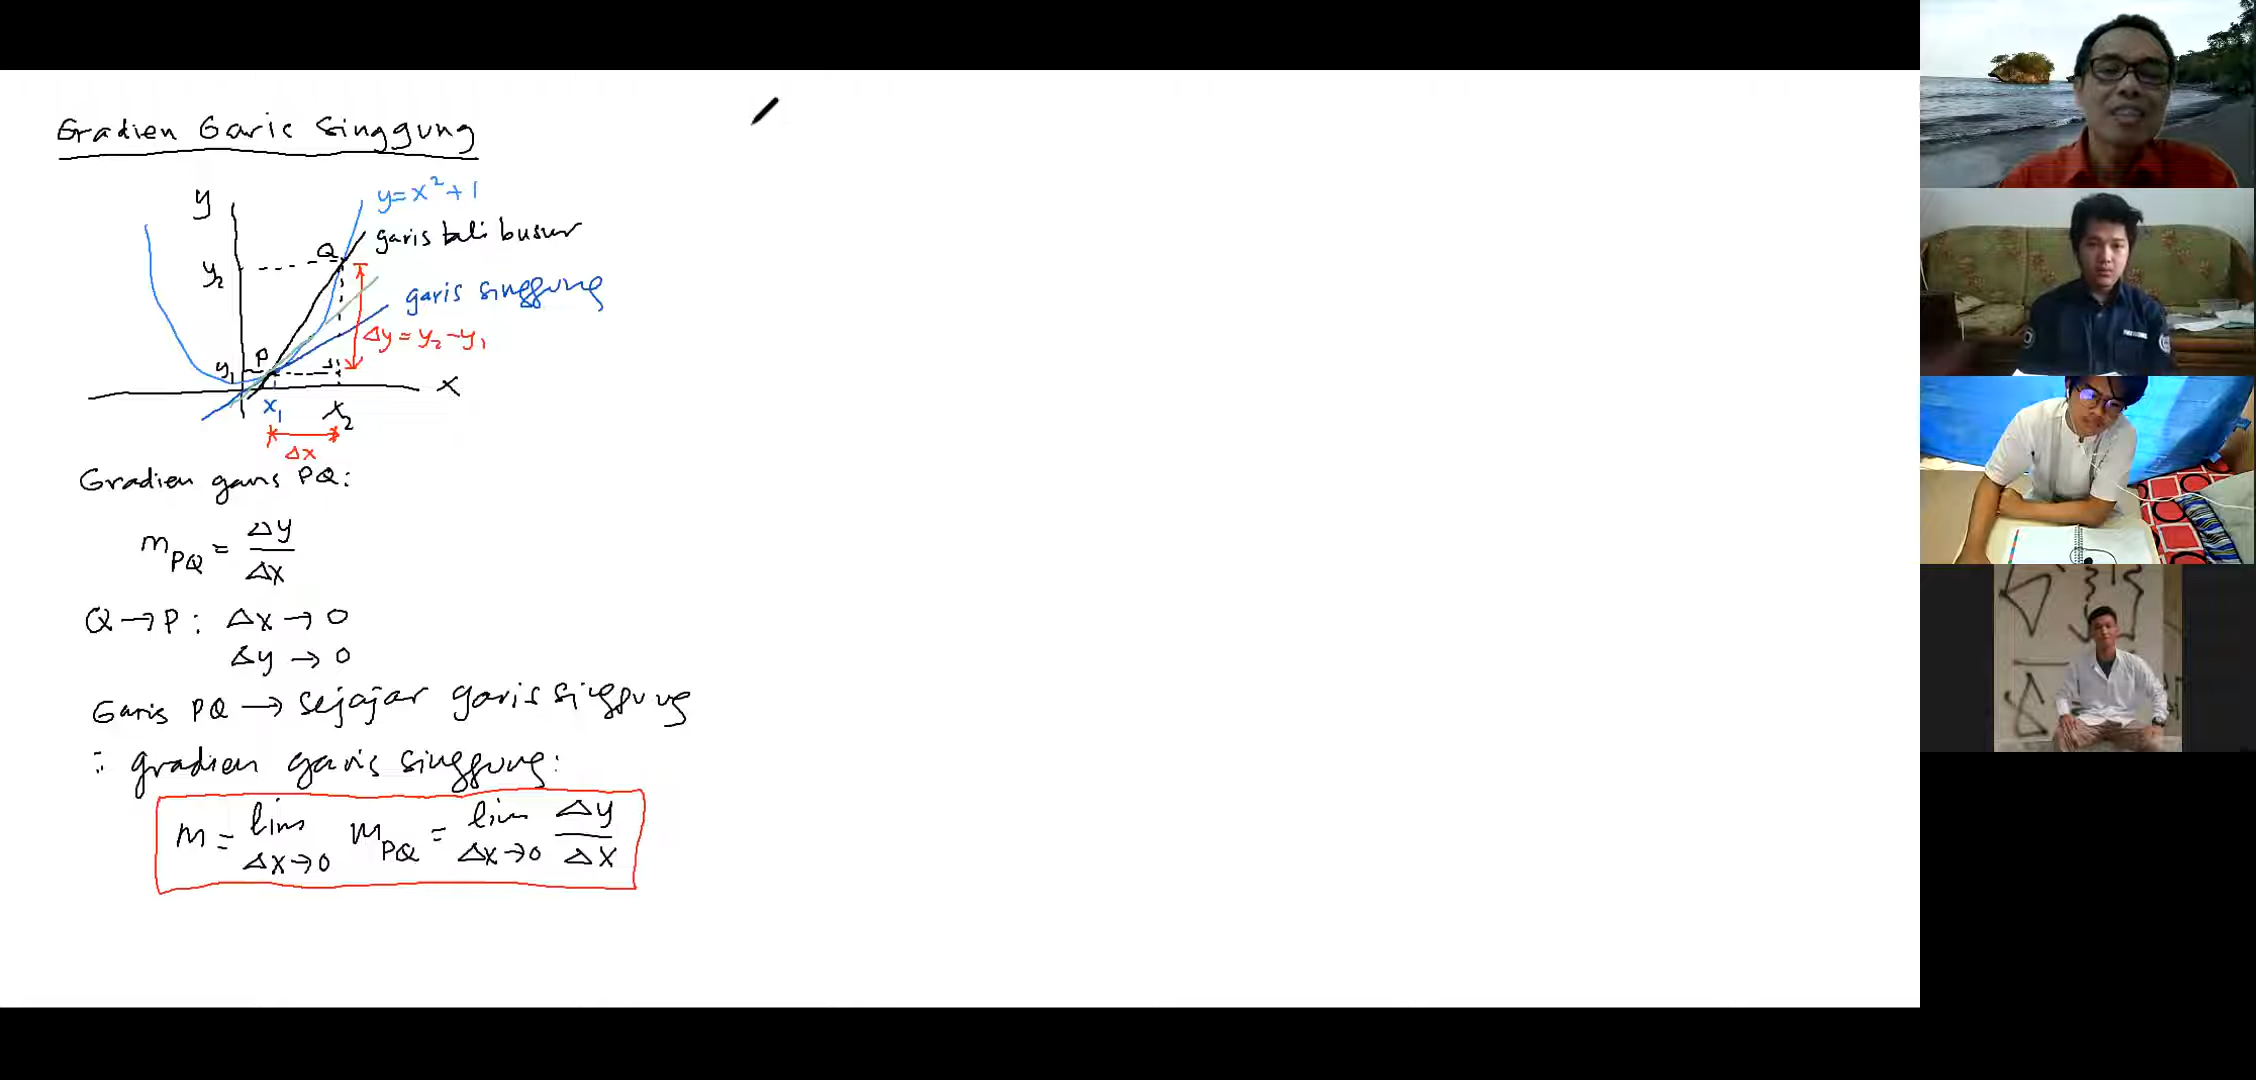 Gradien Garis Singgung
y
y=x²+1
garis tali busur
Q
y₂
garis singgung
Δy = y₂-y₁
P
y₁
x
x₁
x₂
Δx
Gradien garis PQ:
m_PQ = Δy/Δx
Q → P : Δx → 0
Δy → 0
Garis PQ → sejajar garis singgung
∴ gradien garis singgung:
m = lim Δx→0 m_PQ = lim Δx→0 Δy/Δx